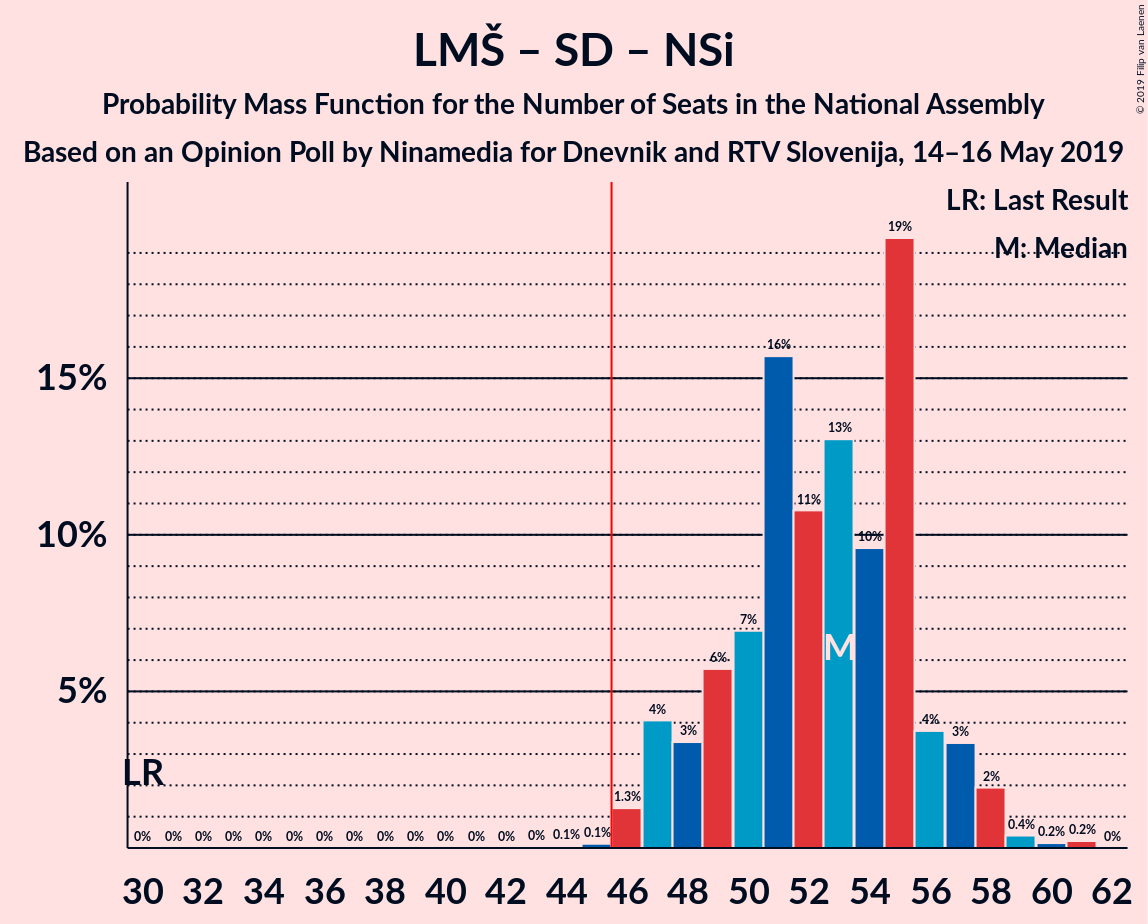 LMŠ – SD – NSi
Probability Mass Function for the Number of Seats in the National Assembly
Based on an Opinion Poll by Ninamedia for Dnevnik and RTV Slovenija, 14–16 May 2019
© 2019 Filip van Laenen
LR: Last Result
M: Median
19%
16%
15%
13%
11%
10%
10%
7%
6%
M
5%
4%
3%
4%
3%
LR
2%
1.3%
0% 0% 0% 0% 0% 0% 0% 0% 0% 0% 0% 0% 0% 0% 0.1% 0.1% 0.4% 0.2% 0.2% 0%
30 32 34 36 38 40 42 44 46 48 50 52 54 56 58 60 62